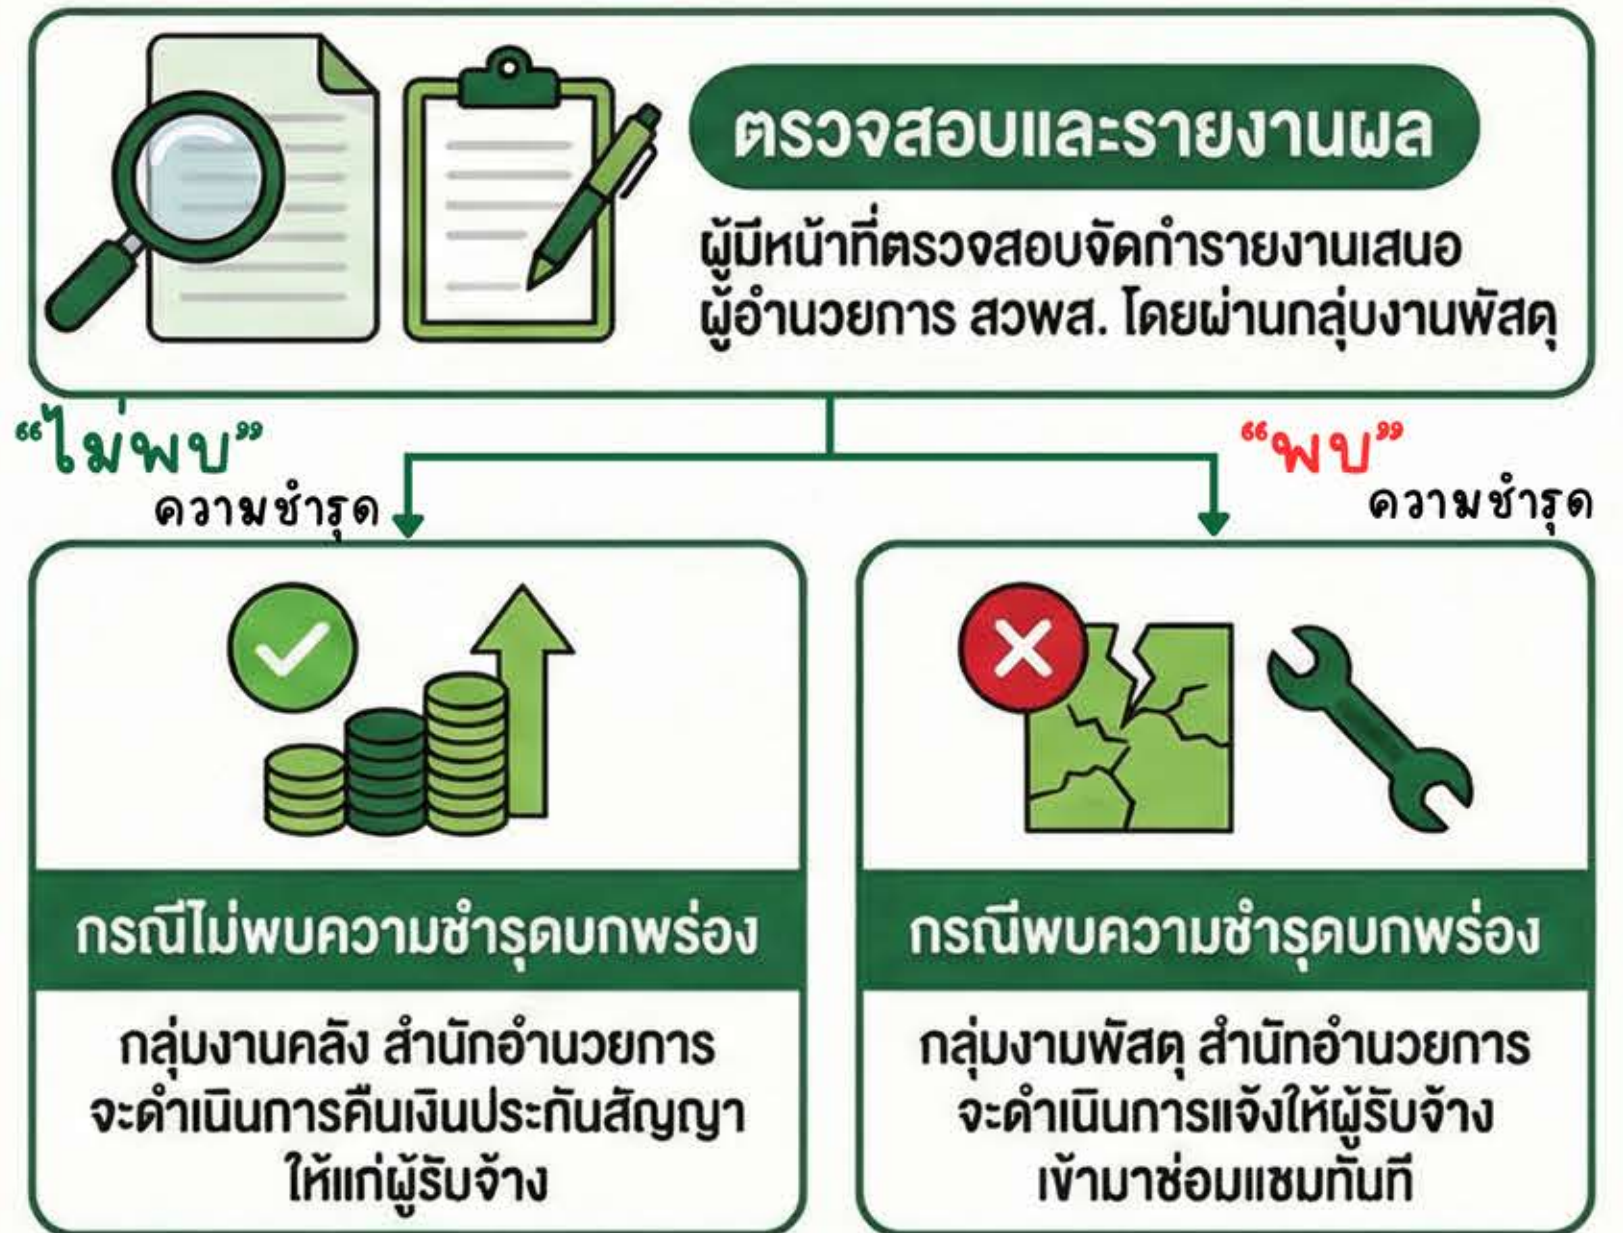 ตรวจสอบและรายงานผล
ผู้มีหน้าที่ตรวจสอบจัดกำรายงานเสนอ
ผู้อำนวยการ สวพส. โดยผ่านกลุ่บงานพัสดุ
“ไม่พบ”
ความชำรุด
“พบ”
ความชำรุด
กรณีไม่พบความชำรุดบกพร่อง
กลุ่มงานคลัง สำนักอำนวยการ
จะดำเนินการคืนเงินประกันสัญญา
ให้แก่ผู้รับจ้าง
กรณีพบความชำรุดบกพร่อง
กลุ่มงามพัสดุ สำนัทอำนวยการ
จะดำเนินการแจ้งให้ผู้รับจ้าง
เข้ามาช่อมแชมทันที